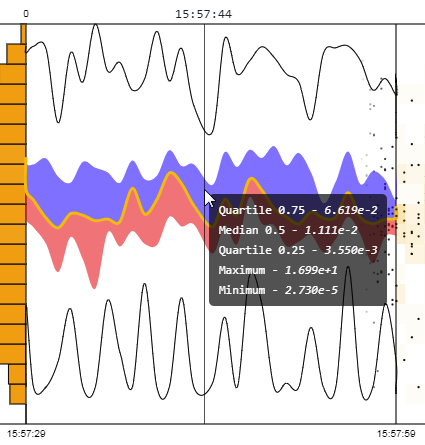 0
15:57:44
Quartile 0.75 - 6.619e-2
Median 0.5 - 1.111e-2
Quartile 0.25 - 3.550e-3
Maximum - 1.699e+1
Minimum - 2.730e-5
15:57:29
15:57:59